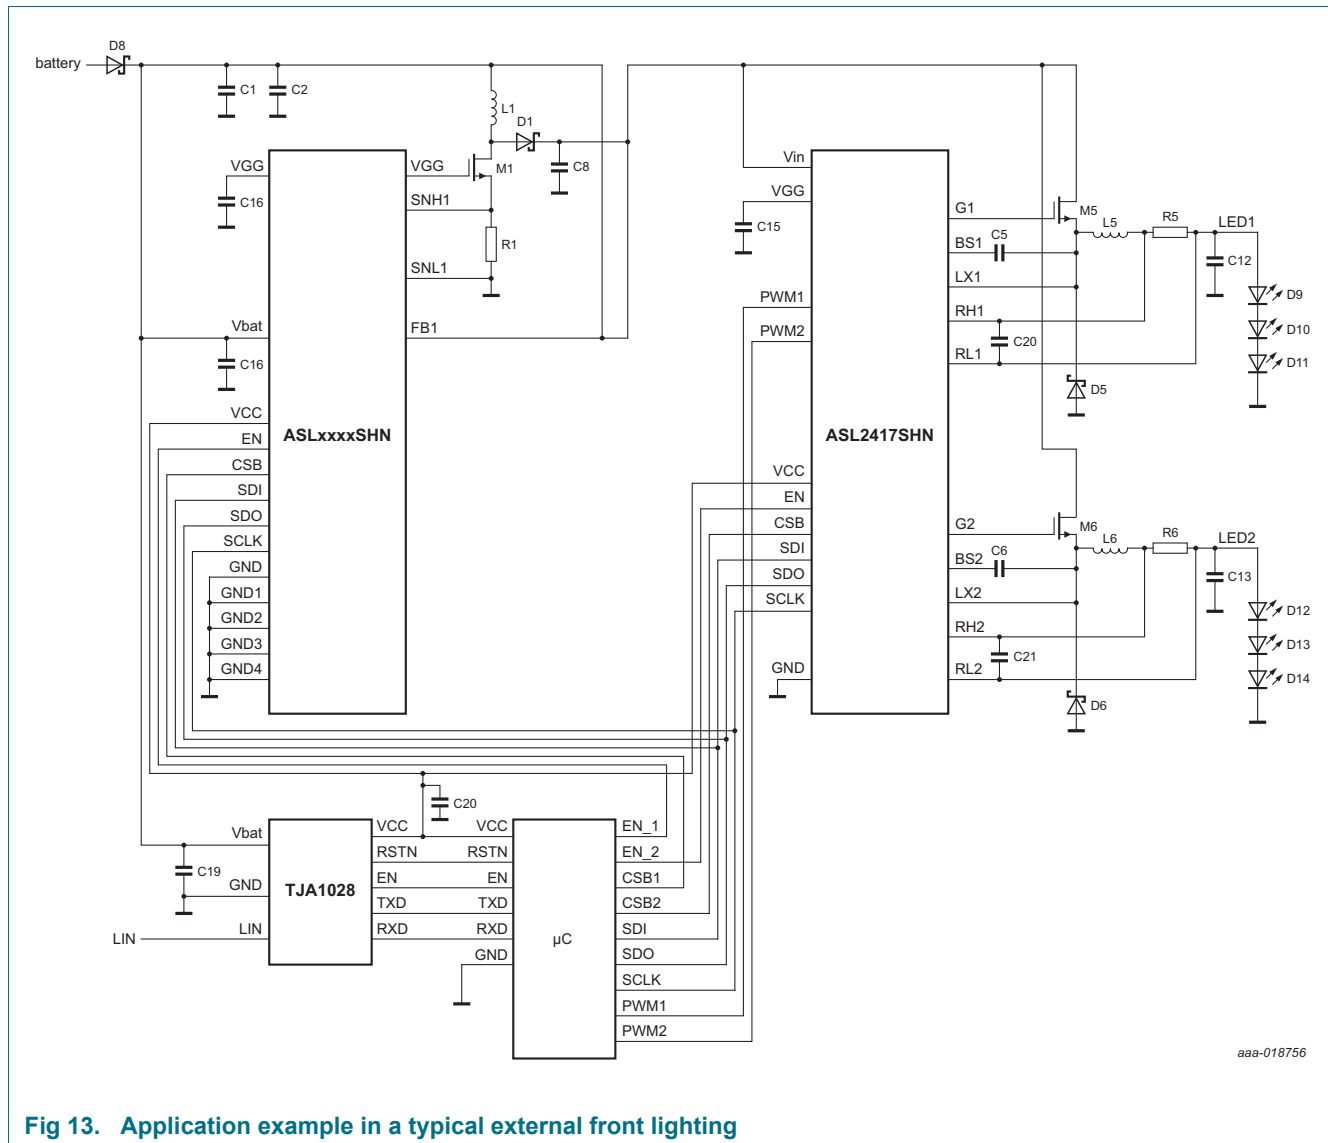 D8
battery
C1
C2
L1
D1
C8
VGG
VGG
M1
C16
SNH1
R1
SNL1
Vbat
FB1
C16
ASLxxxxSHN
VCC
EN
CSB
SDI
SDO
SCLK
GND
GND1
GND2
GND3
GND4
Vin
VGG
C15
PWM1
PWM2
ASL2417SHN
VCC
EN
CSB
SDI
SDO
SCLK
GND
G1
M5
BS1
C5
L5
R5
LED1
C12
LX1
RH1
C20
RL1
D9
D10
D11
D5
G2
M6
BS2
C6
L6
R6
LED2
C13
LX2
RH2
C21
RL2
D12
D13
D14
D6
C20
Vbat
C19
GND
LIN
LIN
TJA1028
VCC
RSTN
EN
TXD
RXD
VCC
RSTN
EN
TXD
RXD
GND
µC
EN_1
EN_2
CSB1
CSB2
SDI
SDO
SCLK
PWM1
PWM2
aaa-018756
Fig 13. Application example in a typical external front lighting